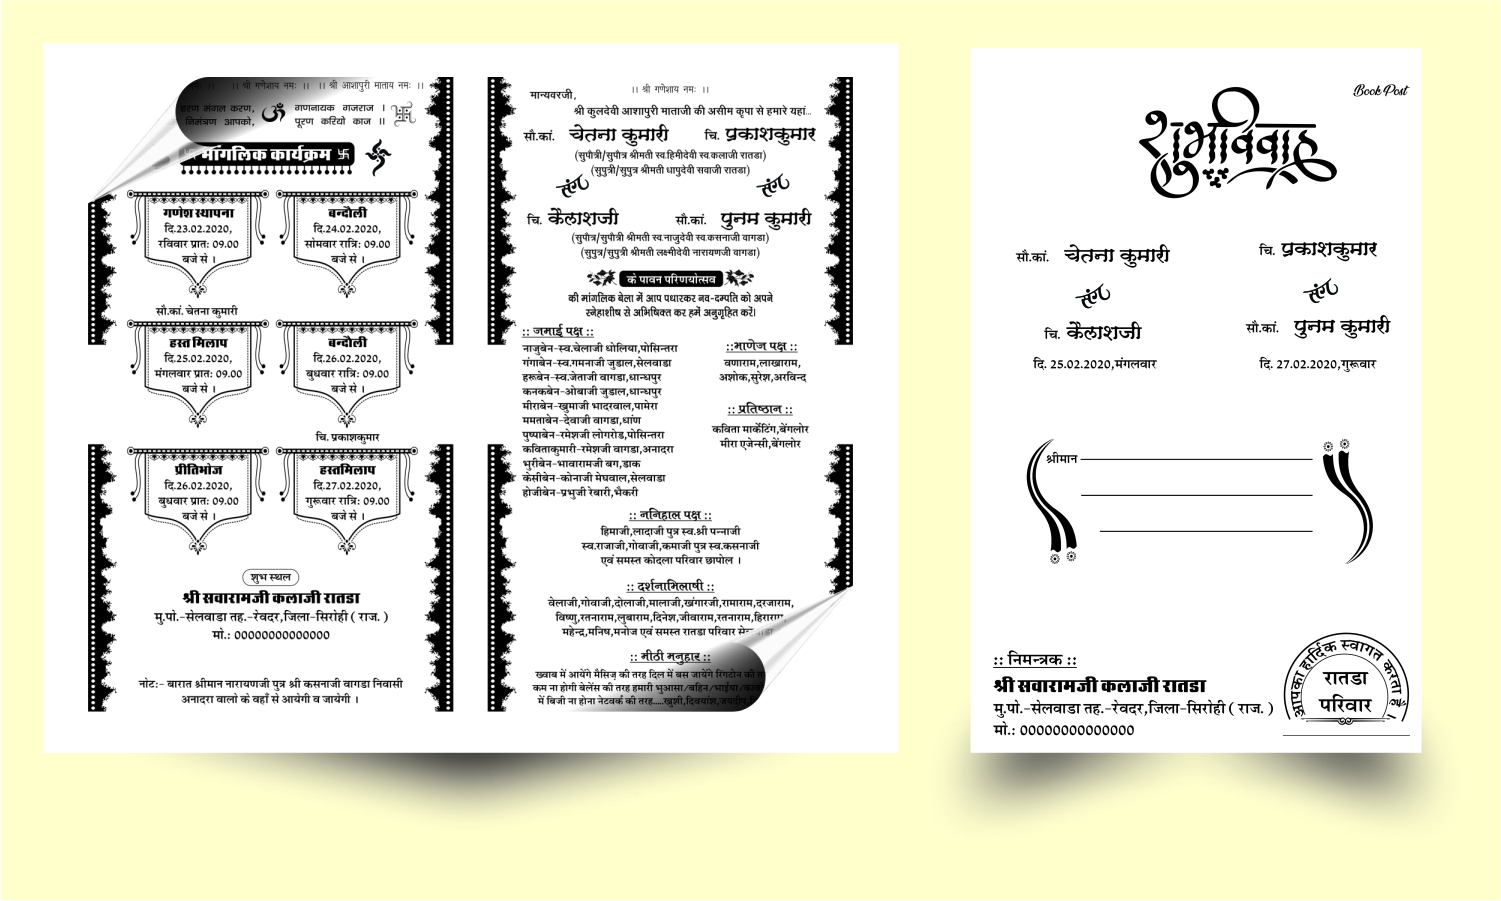 ।। श्री गणेशाय नमः ।। ।। श्री आशापुरी माताय नमः ।।
हरण मंगल करण, ॐ गणनायक गजराज ।
निमंत्रण आपको, पूरण करियो काज ।।
मांगलिक कार्यक्रम 卐
गणेश स्थापना
दि.23.02.2020,
रविवार प्रातः 09.00
बजे से ।
बन्दौली
दि.24.02.2020,
सोमवार रात्रिः 09.00
बजे से ।
सौ.कां. चेतना कुमारी
हस्त मिलाप
दि.25.02.2020,
मंगलवार प्रातः 09.00
बजे से ।
बन्दौली
दि.26.02.2020,
बुधवार रात्रिः 09.00
बजे से ।
चि. प्रकाशकुमार
प्रीतिभोज
दि.26.02.2020,
बुधवार प्रातः 09.00
बजे से ।
हस्तमिलाप
दि.27.02.2020,
गुरूवार रात्रिः 09.00
बजे से ।
शुभ स्थल
श्री सवारामजी कलाजी रातडा
मु.पो.-सेलवाडा तह.-रेवदर,जिला-सिरोही ( राज. )
मो.: 00000000000000
नोटः- बारात श्रीमान नारायणजी पुत्र श्री कसनाजी वागडा निवासी
अनादरा वालो के वहाँ से आयेगी व जायेगी ।
।। श्री गणेशाय नमः ।।
मान्यवरजी,
श्री कुलदेवी आशापुरी माताजी की असीम कृपा से हमारे यहां...
सौ.कां. चेतना कुमारी चि. प्रकाशकुमार
(सुपौत्री/सुपौत्र श्रीमती स्व.हिमीदेवी स्व.कलाजी रातडा)
(सुपुत्री/सुपुत्र श्रीमती धापुदेवी सवाजी रातडा)
संग संग
चि. कैलाशजी सौ.कां. पुनम कुमारी
(सुपौत्र/सुपौत्री श्रीमती स्व.नाजुदेवी स्व.कसनाजी वागडा)
(सुपुत्र/सुपुत्री श्रीमती लक्ष्मीदेवी नारायणजी वागडा)
के पावन परिणयोत्सव
की मांगलिक बेला में आप पधारकर नव-दम्पति को अपने
स्नेहाशीष से अभिषिक्त कर हमें अनुगृहित करें।
:: जमाई पक्ष ::
नाजुबेन-स्व.चेलाजी धोलिया,पोसिन्तरा
गंगाबेन-स्व.गमनाजी जुडाल,सेलवाडा
हरूबेन-स्व.जेताजी वागडा,धान्धपुर
कनकबेन-ओबाजी जुडाल,धान्धपुर
मीराबेन-खुमाजी भादरवाल,पामेरा
ममताबेन-देवाजी वागडा,धांण
पुष्पाबेन-रमेशजी लोगरोड,पोसिन्तरा
कविताकुमारी-रमेशजी वागडा,अनादरा
भुरीबेन-भावारामजी बग,डाक
केसीबेन-कोनाजी मेघवाल,सेलवाडा
होजीबेन-प्रभुजी रेबारी,भैकरी
::भाणेज पक्ष ::
वणाराम,लाखाराम,
अशोक,सुरेश,अरविन्द
:: प्रतिष्ठान ::
कविता मार्केटिंग,बेंगलोर
मीरा एजेन्सी,बेंगलोर
:: ननिहाल पक्ष ::
हिमाजी,लादाजी पुत्र स्व.श्री पन्नाजी
स्व.राजाजी,गोवाजी,कमाजी पुत्र स्व.कसनाजी
एवं समस्त कोदला परिवार छापोल ।
:: दर्शनाभिलाषी ::
वेलाजी,गोवाजी,दोलाजी,मालाजी,खंगारजी,रामाराम,दरजाराम,
विष्णु,रतनाराम,लुबाराम,दिनेश,जीवाराम,रतनाराम,हिराराम
महेन्द्र,मनिष,मनोज एवं समस्त रातडा परिवार
:: मीठी मनुहार ::
ख्वाब में आयेंगे मैसिज की तरह दिल में बस जायेंगे रिंगटोन की
कम ना होगी बेलेंस की तरह हमारी भुआसा/बहिन/भाईया
में बिजी ना होना नेटवर्क की तरह.....खुशी,दिव्यांश,
Book Post
शुभविवाह
सौ.कां. चेतना कुमारी
संग
चि. कैलाशजी
दि. 25.02.2020,मंगलवार
चि. प्रकाशकुमार
संग
सौ.कां. पुनम कुमारी
दि. 27.02.2020,गुरूवार
श्रीमान
:: निमन्त्रक ::
श्री सवारामजी कलाजी रातडा
मु.पो.-सेलवाडा तह.-रेवदर,जिला-सिरोही ( राज. )
मो.: 00000000000000
आपका हार्दिक स्वागत करता है ।
रातडा
परिवार